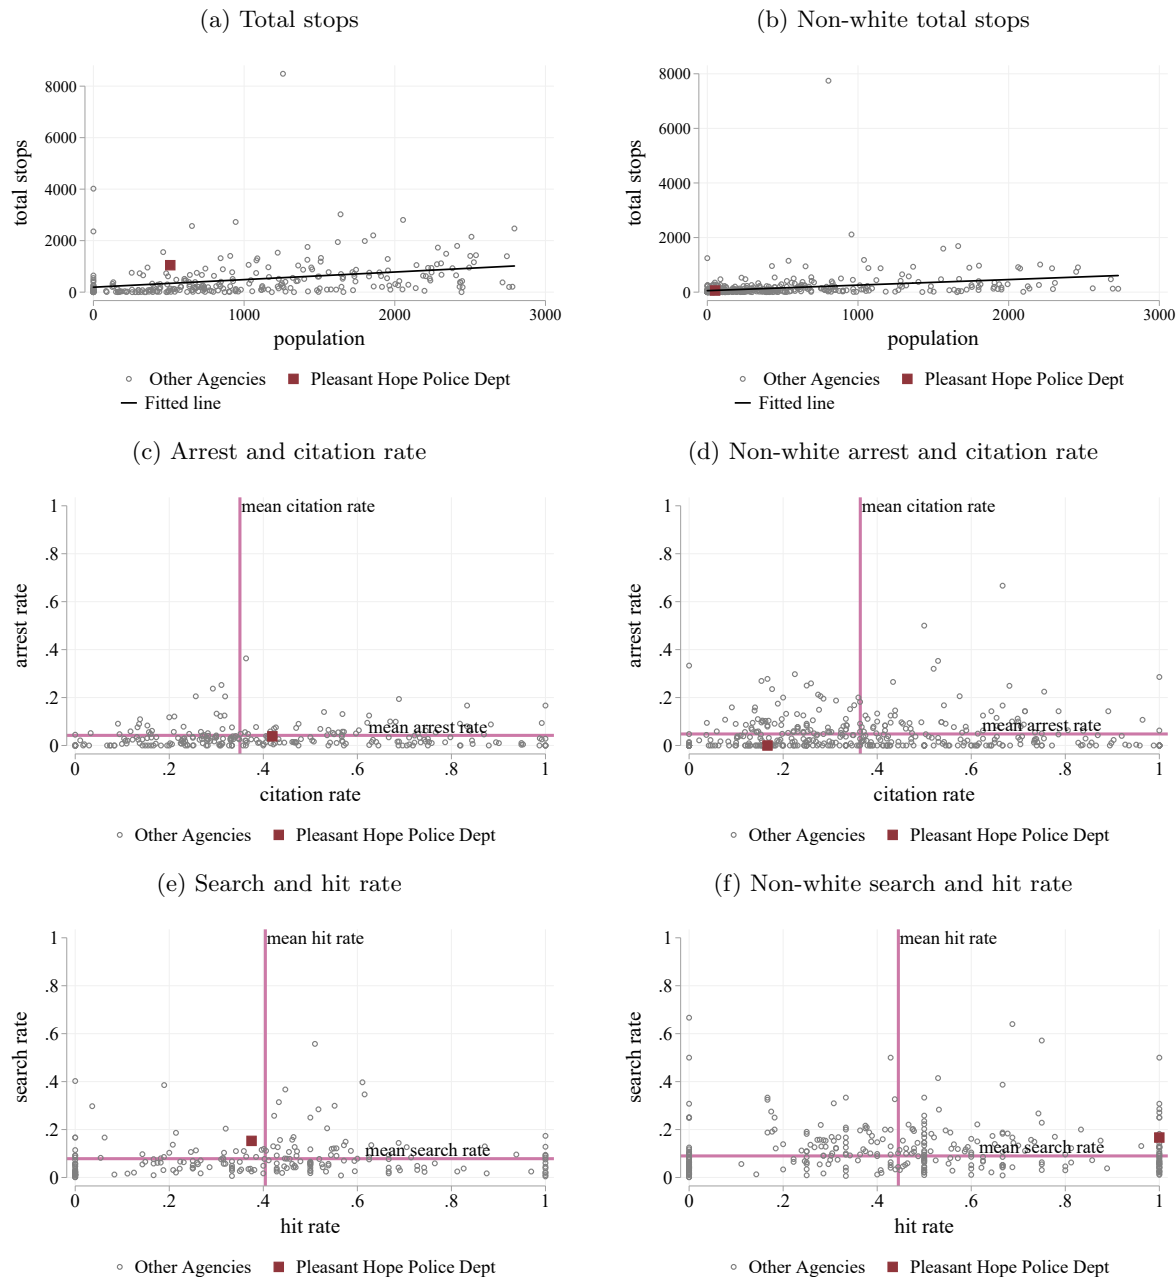 (a) Total stops
(b) Non-white total stops
total stops
8000
6000
4000
2000
0
0 1000 2000 3000
population
Other Agencies Pleasant Hope Police Dept
Fitted line
total stops
8000
6000
4000
2000
0
0 1000 2000 3000
population
Other Agencies Pleasant Hope Police Dept
Fitted line
(c) Arrest and citation rate
(d) Non-white arrest and citation rate
arrest rate
1
.8
.6
.4
.2
0
mean citation rate
mean arrest rate
0 .2 .4 .6 .8 1
citation rate
Other Agencies Pleasant Hope Police Dept
arrest rate
1
.8
.6
.4
.2
0
mean citation rate
mean arrest rate
0 .2 .4 .6 .8 1
citation rate
Other Agencies Pleasant Hope Police Dept
(e) Search and hit rate
(f) Non-white search and hit rate
search rate
1
.8
.6
.4
.2
0
mean hit rate
mean search rate
0 .2 .4 .6 .8 1
hit rate
Other Agencies Pleasant Hope Police Dept
search rate
1
.8
.6
.4
.2
0
mean hit rate
mean search rate
0 .2 .4 .6 .8 1
hit rate
Other Agencies Pleasant Hope Police Dept